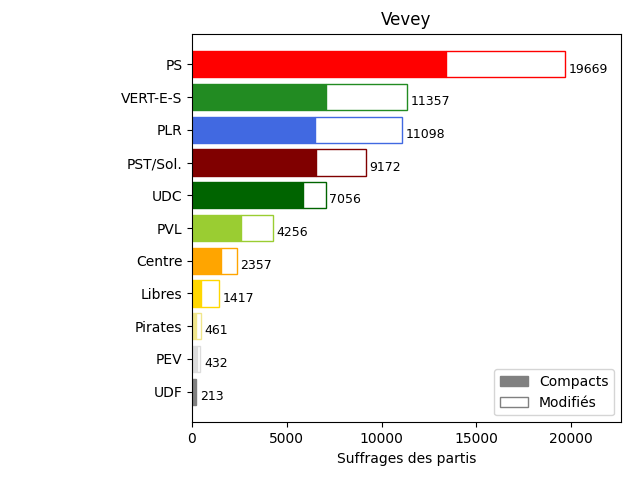 Vevey
PS 19669
VERT-E-S 11357
PLR 11098
PST/Sol. 9172
UDC 7056
PVL 4256
Centre 2357
Libres 1417
Pirates 461
PEV 432
UDF 213
Compacts
Modifiés
0 5000 10000 15000 20000
Suffrages des partis